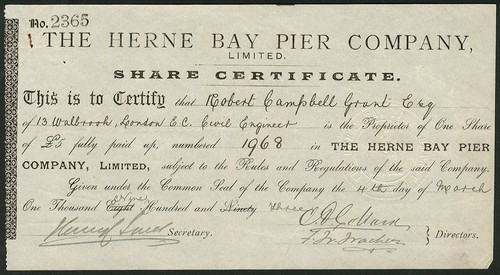 No. 2365
THE HERNE BAY PIER COMPANY,
LIMITED.
SHARE CERTIFICATE.
This is to Certify that Robert Campbell Grant Esq
of 13 Walbrook, London E.C. Civil Engineer is the Proprietor of One Share
of £5 fully paid up, numbered 1968 in THE HERNE BAY PIER
COMPANY, LIMITED, subject to the Rules and Regulations of the said Company.
Given under the Common Seal of the Company the 4th day of March
One Thousand Eight Nine Hundred and Ninety three
Secretary.
Directors.